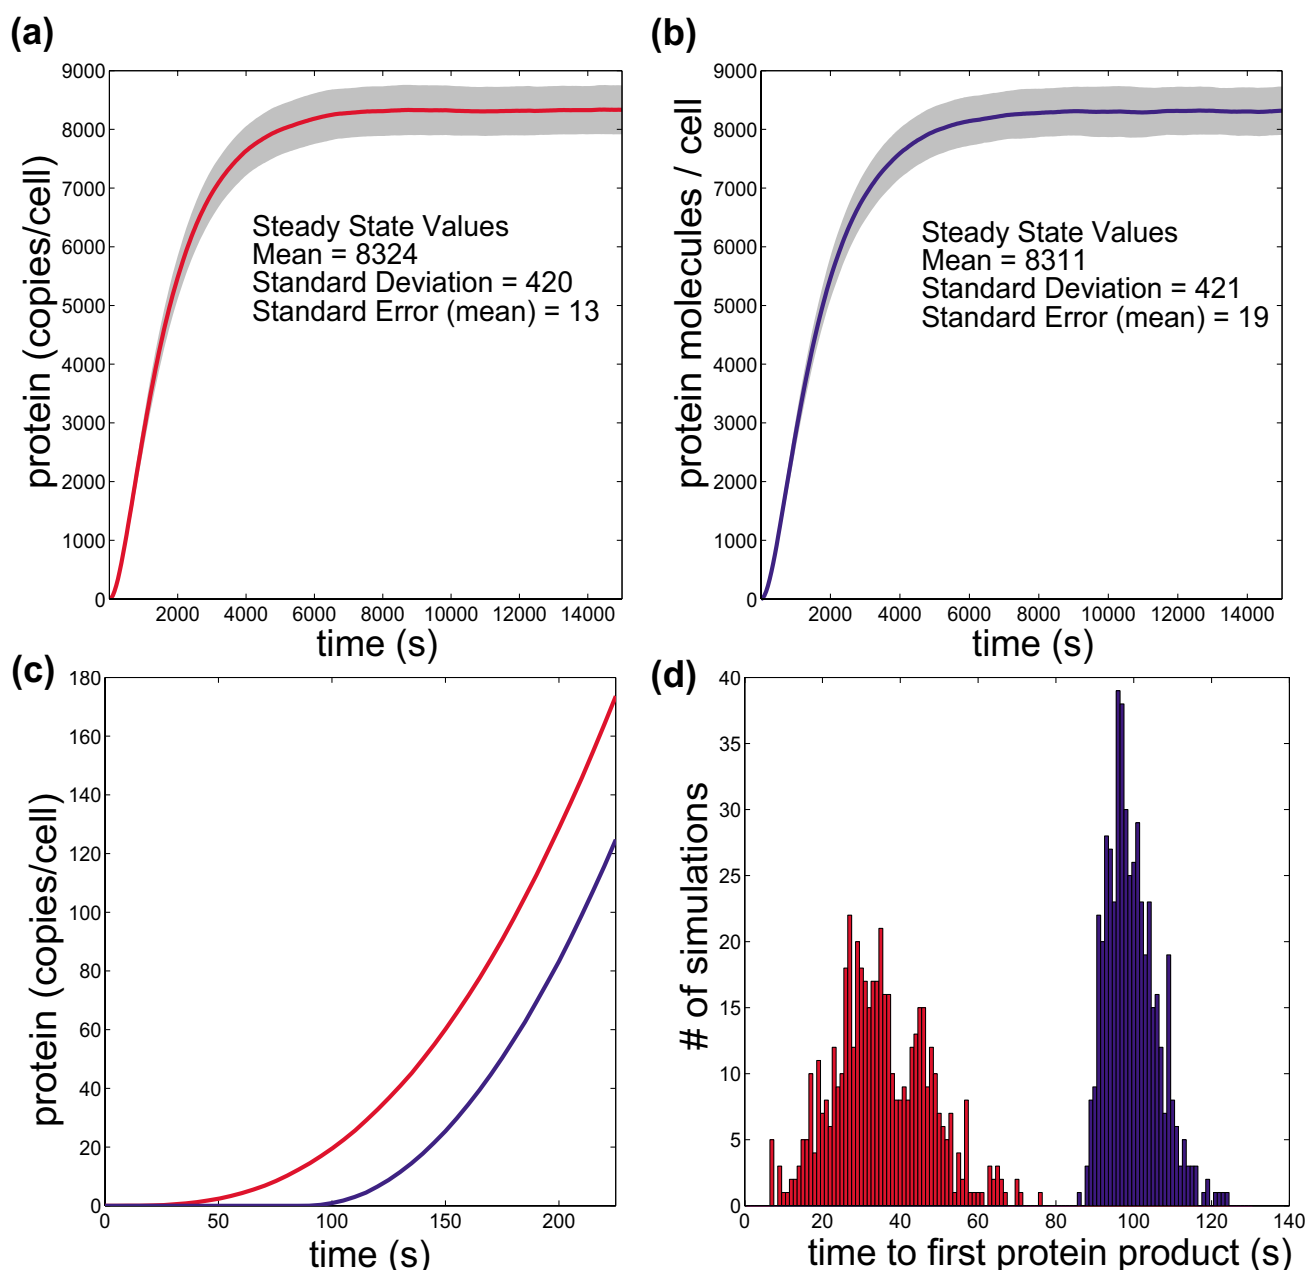 (a)
9000
8000
7000
6000
5000
4000
3000
2000
1000
0
protein (copies/cell)
Steady State Values
Mean = 8324
Standard Deviation = 420
Standard Error (mean) = 13
2000 4000 6000 8000 10000 12000 14000
time (s)
(b)
9000
8000
7000
6000
5000
4000
3000
2000
1000
0
protein molecules / cell
Steady State Values
Mean = 8311
Standard Deviation = 421
Standard Error (mean) = 19
2000 4000 6000 8000 10000 12000 14000
time (s)
(c)
180
160
140
120
100
80
60
40
20
0
protein (copies/cell)
0 50 100 150 200
time (s)
(d)
40
35
30
25
20
15
10
5
0
# of simulations
0 20 40 60 80 100 120 140
time to first protein product (s)